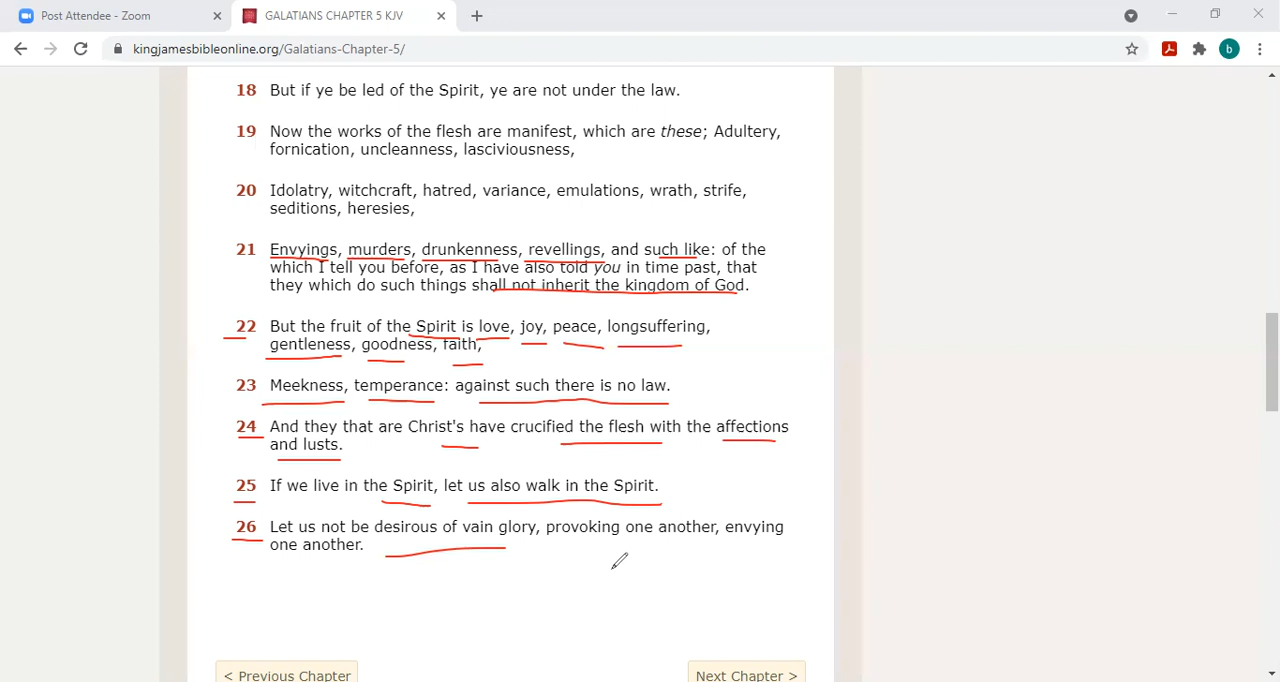 Post Attendee - Zoom
GALATIANS CHAPTER 5 KJV
kingjamesbibleonline.org/Galatians-Chapter-5/
b
18 But if ye be led of the Spirit, ye are not under the law.
19 Now the works of the flesh are manifest, which are these; Adultery,
fornication, uncleanness, lasciviousness,
20 Idolatry, witchcraft, hatred, variance, emulations, wrath, strife,
seditions, heresies,
21 Envyings, murders, drunkenness, revellings, and such like: of the
which I tell you before, as I have also told you in time past, that
they which do such things shall not inherit the kingdom of God.
22 But the fruit of the Spirit is love, joy, peace, longsuffering,
gentleness, goodness, faith,
23 Meekness, temperance: against such there is no law.
24 And they that are Christ's have crucified the flesh with the affections
and lusts.
25 If we live in the Spirit, let us also walk in the Spirit.
26 Let us not be desirous of vain glory, provoking one another, envying
one another.
< Previous Chapter
Next Chapter >